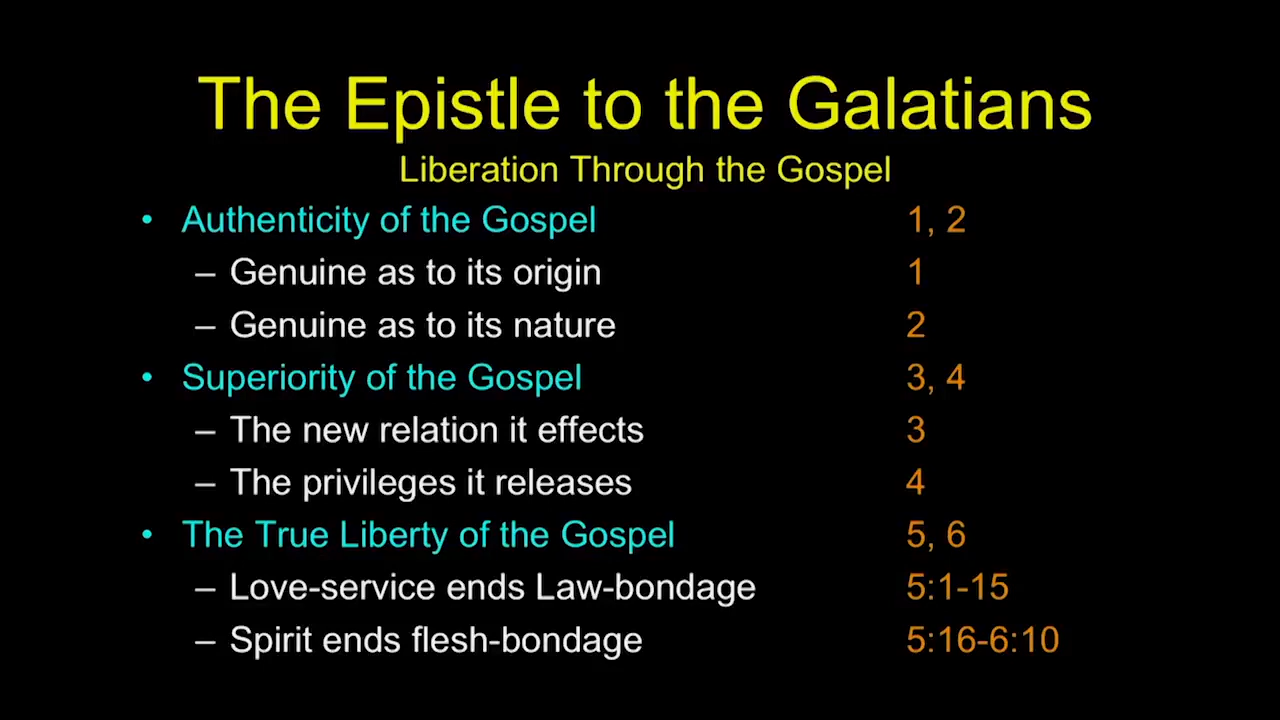 The Epistle to the Galatians
Liberation Through the Gospel
• Authenticity of the Gospel 1, 2
– Genuine as to its origin 1
– Genuine as to its nature 2
• Superiority of the Gospel 3, 4
– The new relation it effects 3
– The privileges it releases 4
• The True Liberty of the Gospel 5, 6
– Love-service ends Law-bondage 5:1-15
– Spirit ends flesh-bondage 5:16-6:10